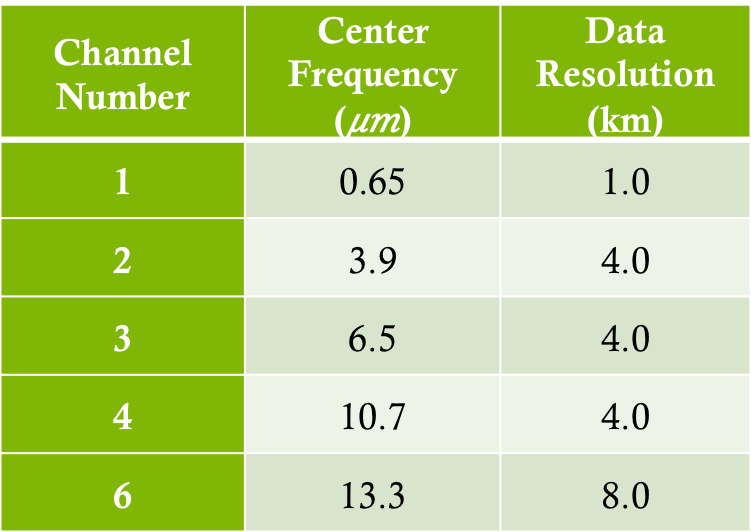 Channel Number Center Frequency (μm) Data Resolution (km)
1 0.65 1.0
2 3.9 4.0
3 6.5 4.0
4 10.7 4.0
6 13.3 8.0